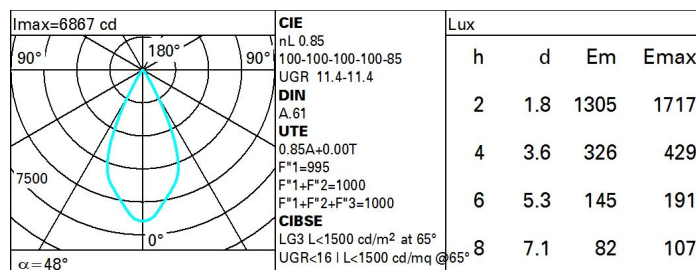 Imax=6867 cd
90° 180° 90°
7500
0°
α=48°
CIE
nL 0.85
100-100-100-100-85
UGR 11.4-11.4
DIN
A.61
UTE
0.85A+0.00T
F"1=995
F"1+F"2=1000
F"1+F"2+F"3=1000
CIBSE
LG3 L<1500 cd/m² at 65°
UGR<16 | L<1500 cd/mq @65°
Lux
h d Em Emax
2 1.8 1305 1717
4 3.6 326 429
6 5.3 145 191
8 7.1 82 107